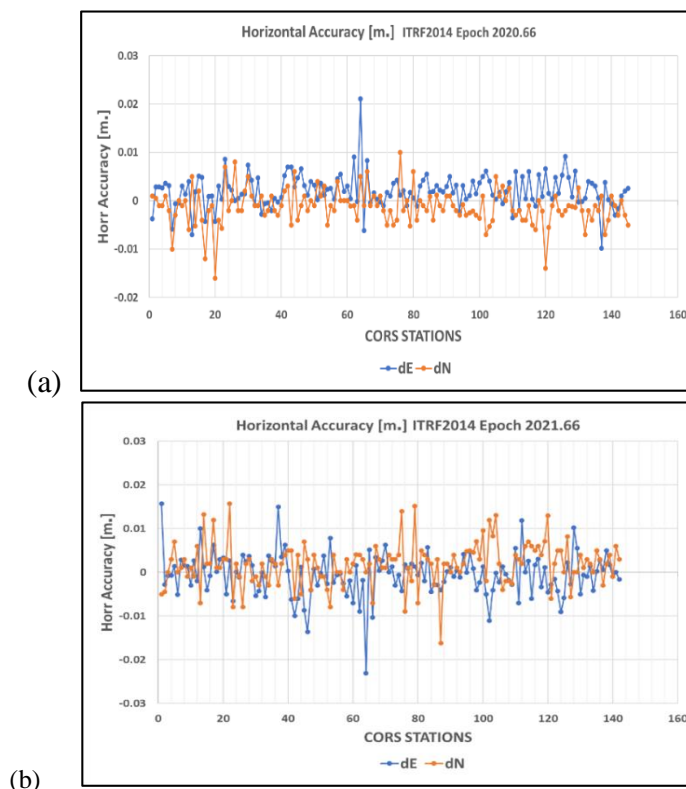 Horizontal Accuracy [m.] ITRF2014 Epoch 2020.66
0.03
0.02
0.01
0
-0.01
-0.02
Horr Accuracy [m.]
0 20 40 60 80 100 120 140 160
CORS STATIONS
dE dN
(a)
Horizontal Accuracy [m.] ITRF2014 Epoch 2021.66
0.03
0.02
0.01
0
-0.01
-0.02
-0.03
Horr Accuracy [m.]
0 20 40 60 80 100 120 140 160
CORS STATIONS
dE dN
(b)